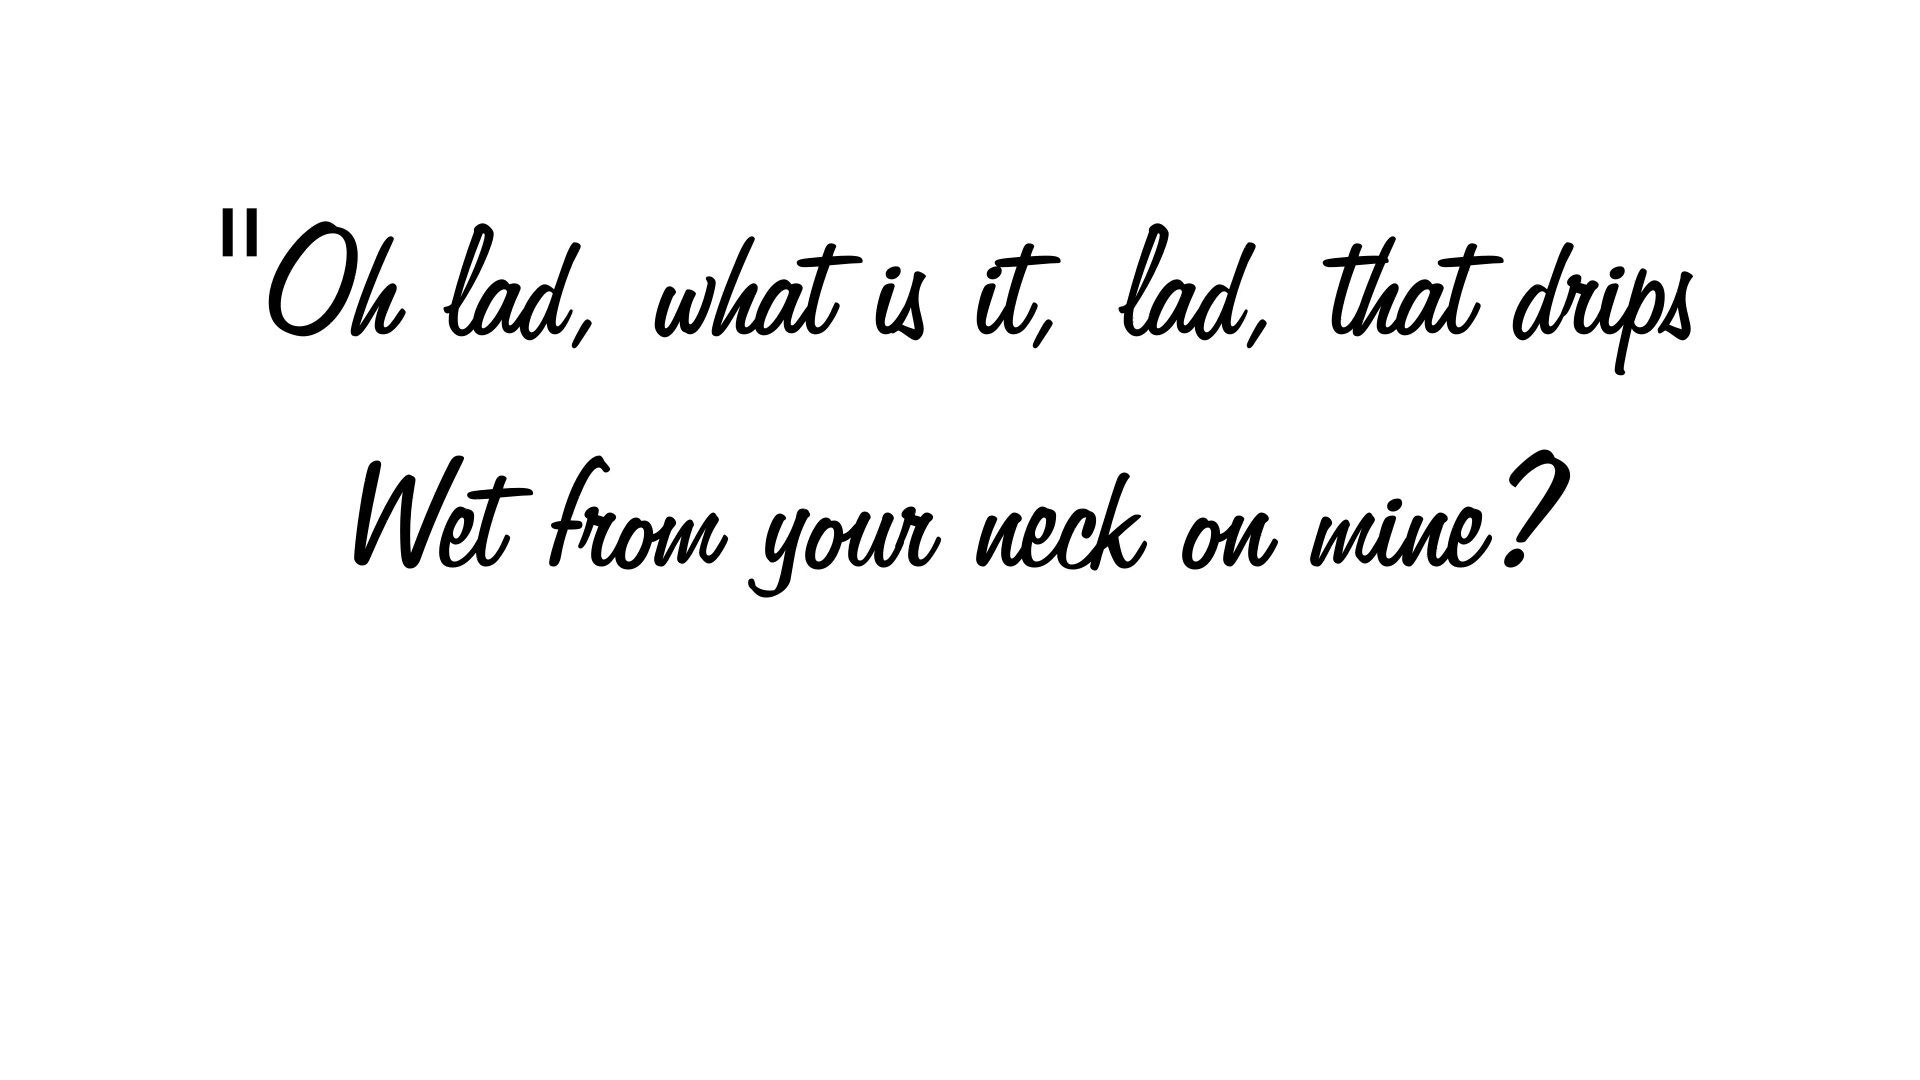 "Oh lad, what is it, lad, that drips
Wet from your neck on mine?